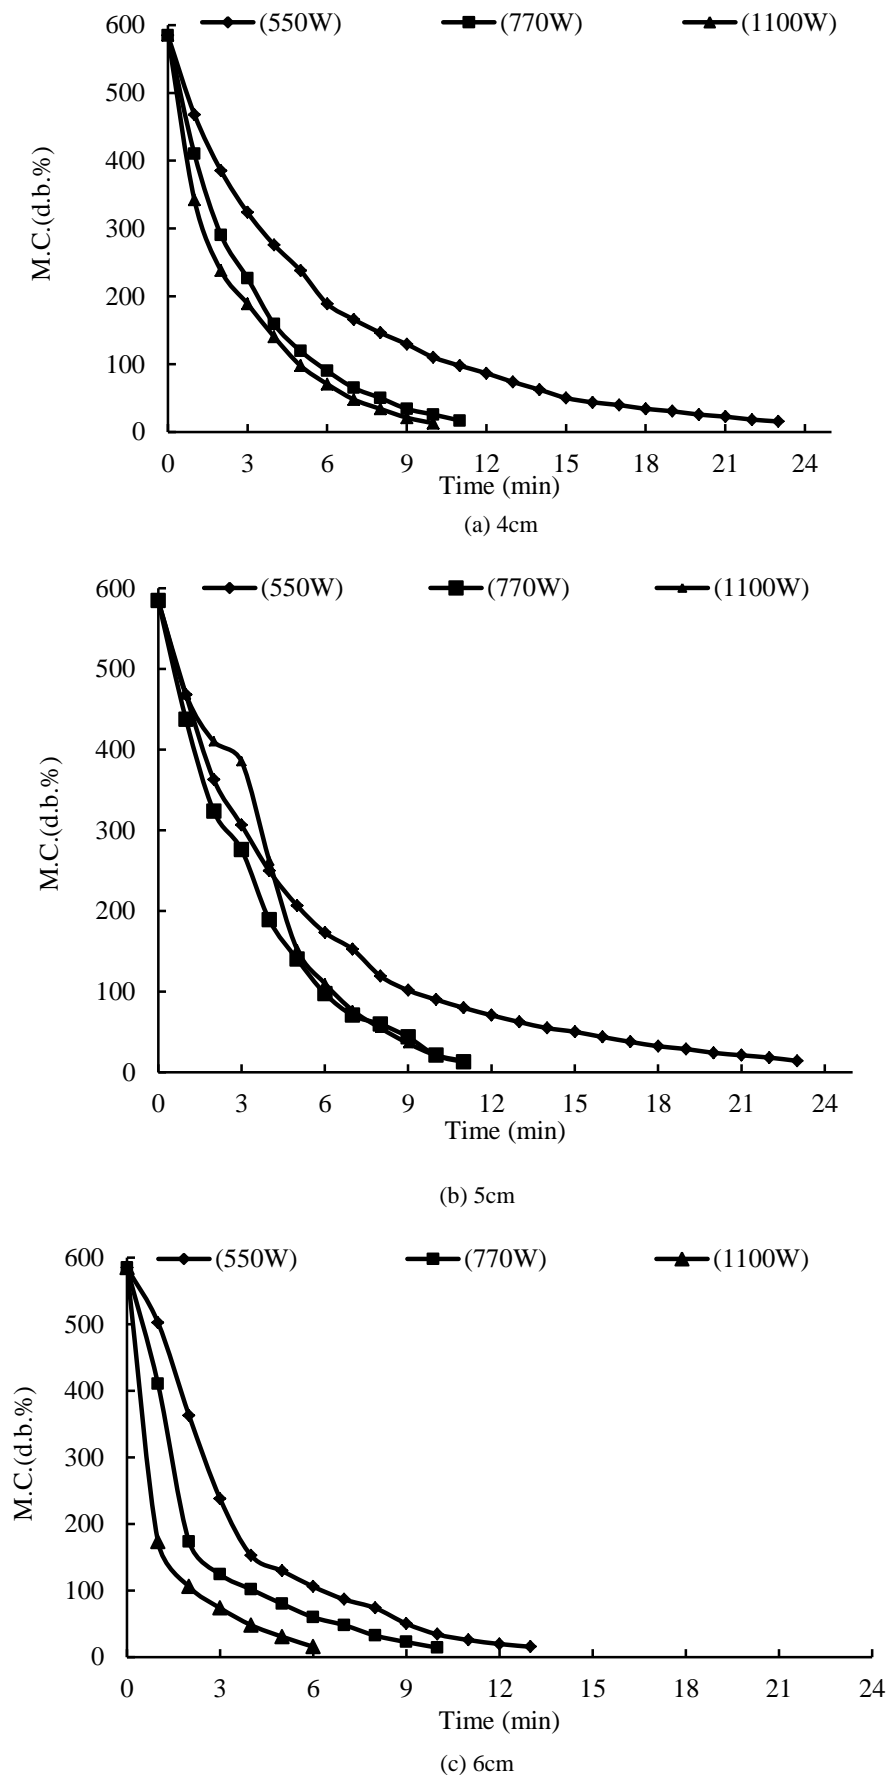 (550W) (770W) (1100W)
600
500
400
300
200
100
0
M.C.(d.b.%)
0 3 6 9 12 15 18 21 24
Time (min)
(a) 4cm
(550W) (770W) (1100W)
600
500
400
300
200
100
0
M.C.(d.b.%)
0 3 6 9 12 15 18 21 24
Time (min)
(b) 5cm
(550W) (770W) (1100W)
600
500
400
300
200
100
0
M.C.(d.b.%)
0 3 6 9 12 15 18 21 24
Time (min)
(c) 6cm